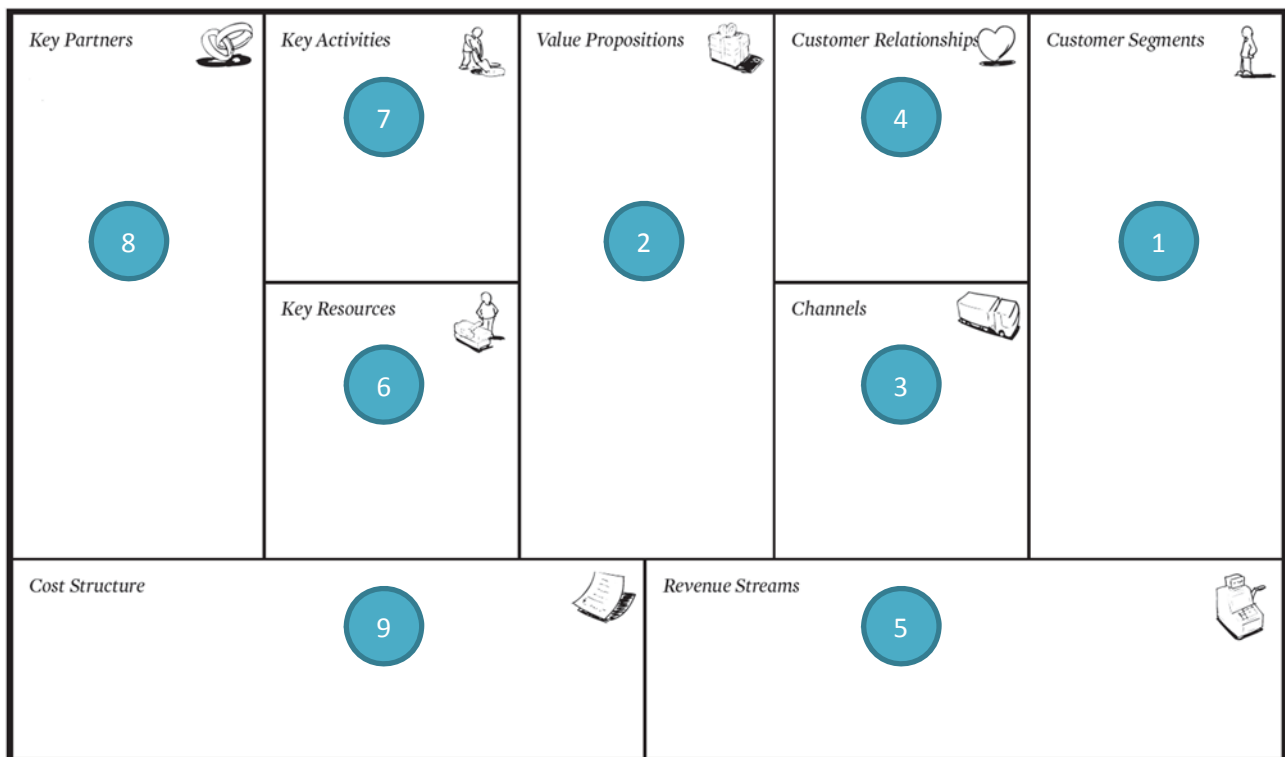 Key Partners
8
Key Activities
7
Key Resources
6
Value Propositions
2
Customer Relationships
4
Channels
3
Customer Segments
1
Cost Structure
9
Revenue Streams
5